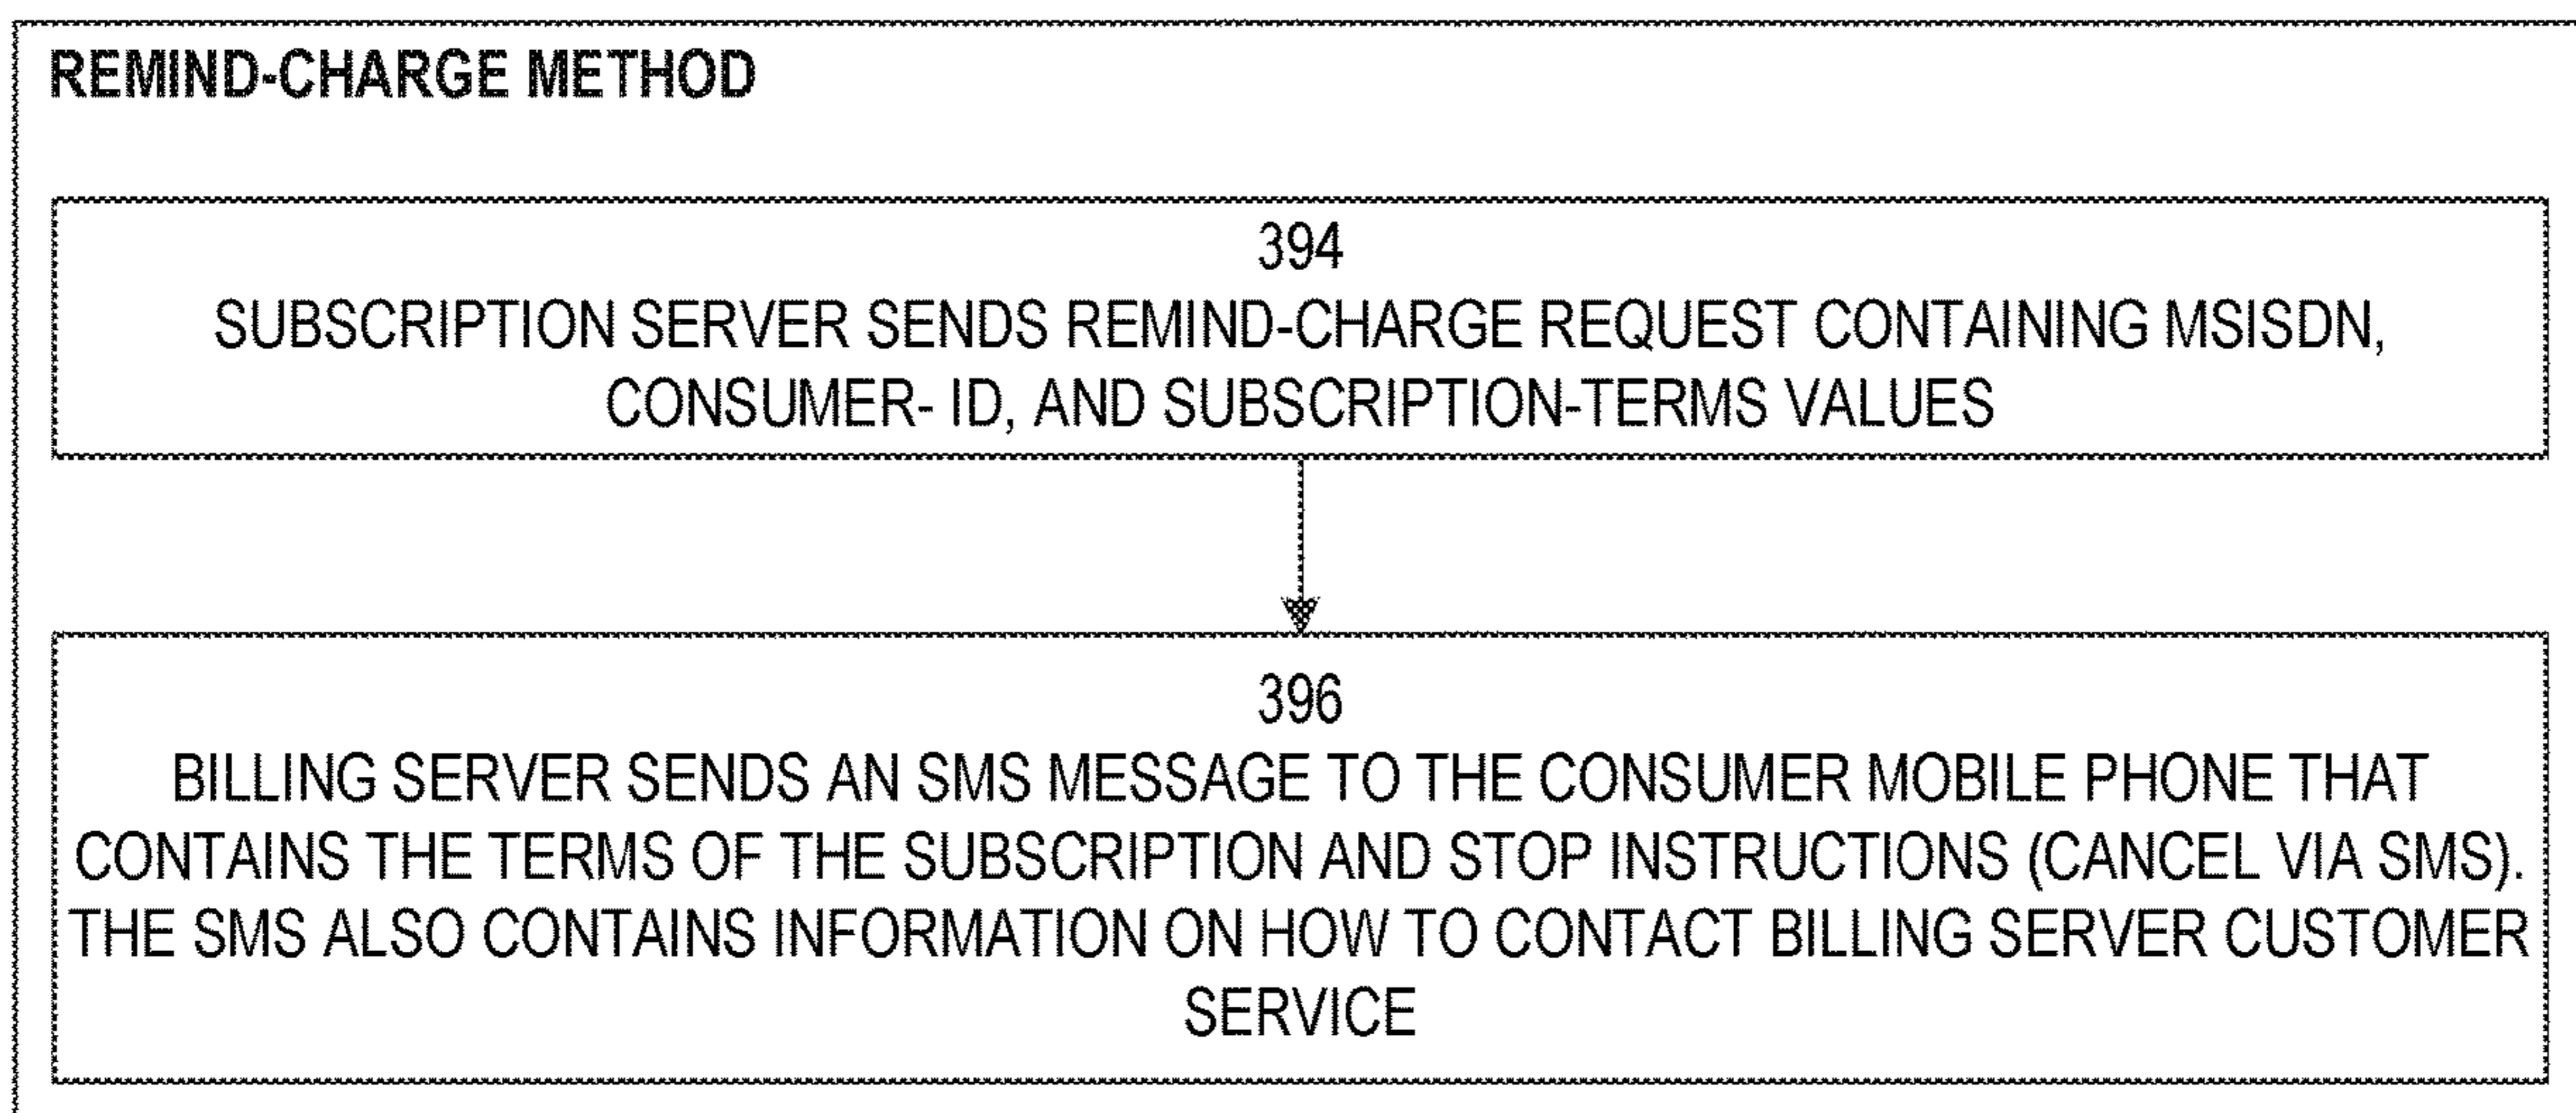 REMIND-CHARGE METHOD
394
SUBSCRIPTION SERVER SENDS REMIND-CHARGE REQUEST CONTAINING MSISDN,
CONSUMER- ID, AND SUBSCRIPTION-TERMS VALUES
396
BILLING SERVER SENDS AN SMS MESSAGE TO THE CONSUMER MOBILE PHONE THAT
CONTAINS THE TERMS OF THE SUBSCRIPTION AND STOP INSTRUCTIONS (CANCEL VIA SMS).
THE SMS ALSO CONTAINS INFORMATION ON HOW TO CONTACT BILLING SERVER CUSTOMER
SERVICE